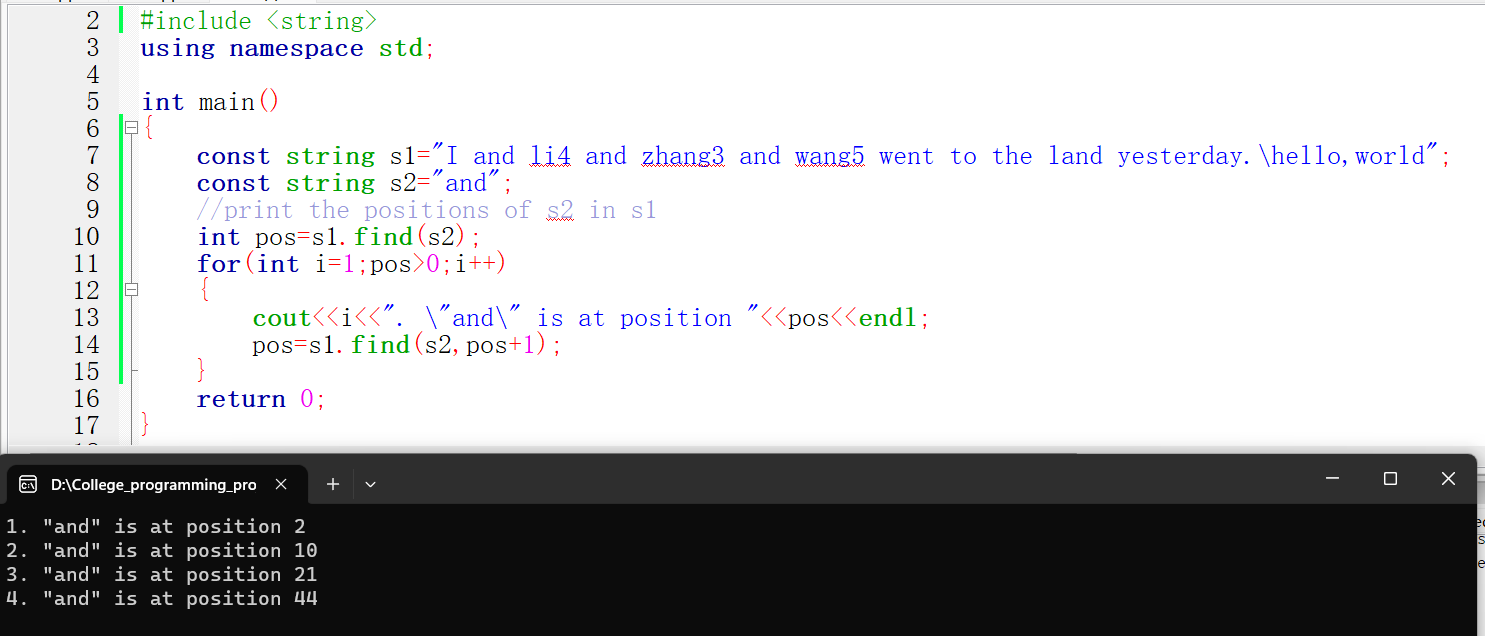 2 #include <string>
3 using namespace std;
4
5 int main()
6 {
7 const string s1="I and li4 and zhang3 and wang5 went to the land yesterday.\hello,world";
8 const string s2="and";
9 //print the positions of s2 in s1
10 int pos=s1.find(s2);
11 for(int i=1;pos>0;i++)
12 {
13 cout<<i<<". \"and\" is at position "<<pos<<endl;
14 pos=s1.find(s2,pos+1);
15 }
16 return 0;
17 }
D:\College_programming_pro
1. "and" is at position 2
2. "and" is at position 10
3. "and" is at position 21
4. "and" is at position 44